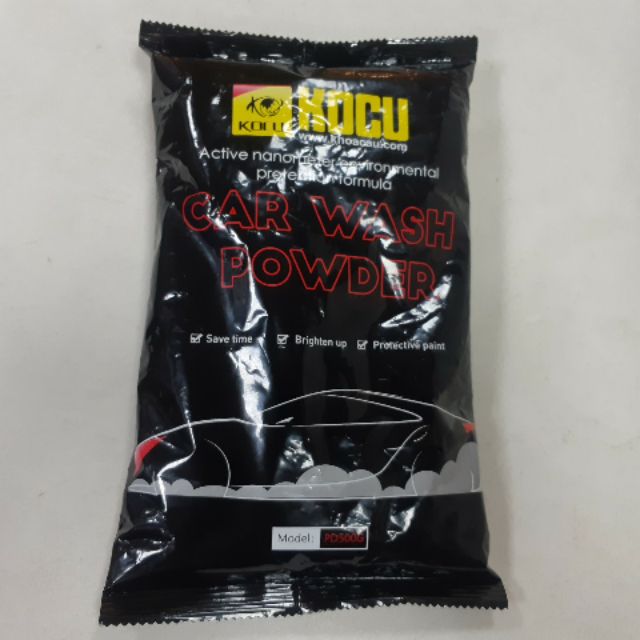 KOCU
www.khoacau.com
Active nanometer environmental
protection formula
CAR WASH
POWDER
Save time Brighten up Protective paint
Model: PD500G